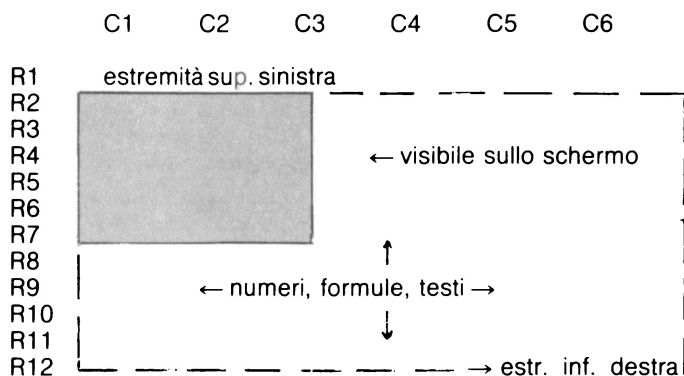 C1 C2 C3 C4 C5 C6
R1 estremità sup. sinistra
R2
R3
R4 ← visibile sullo schermo
R5
R6
R7
R8
R9 ← numeri, formule, testi →
R10
R11
R12 → estr. inf. destra